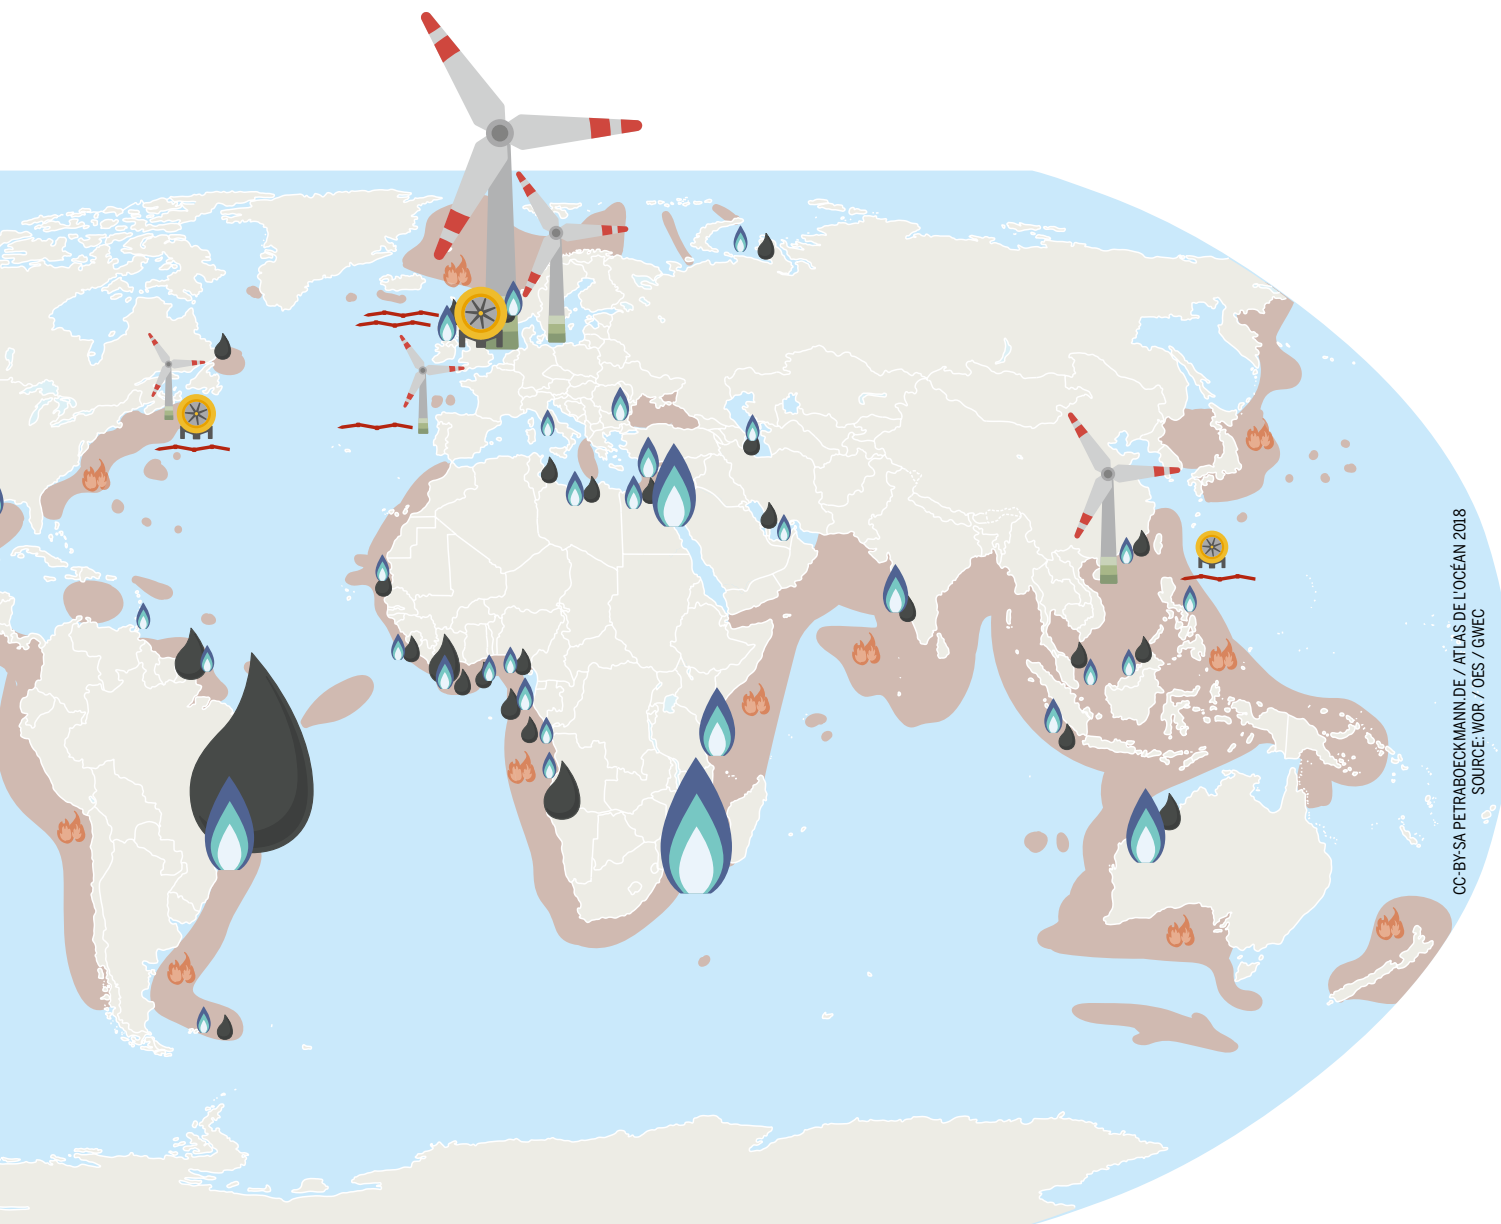 CC-BY-SA PETRABOECKMANN.DE / ATLAS DE L'OCÉAN 2018
SOURCE: WOR / OES / GWEC